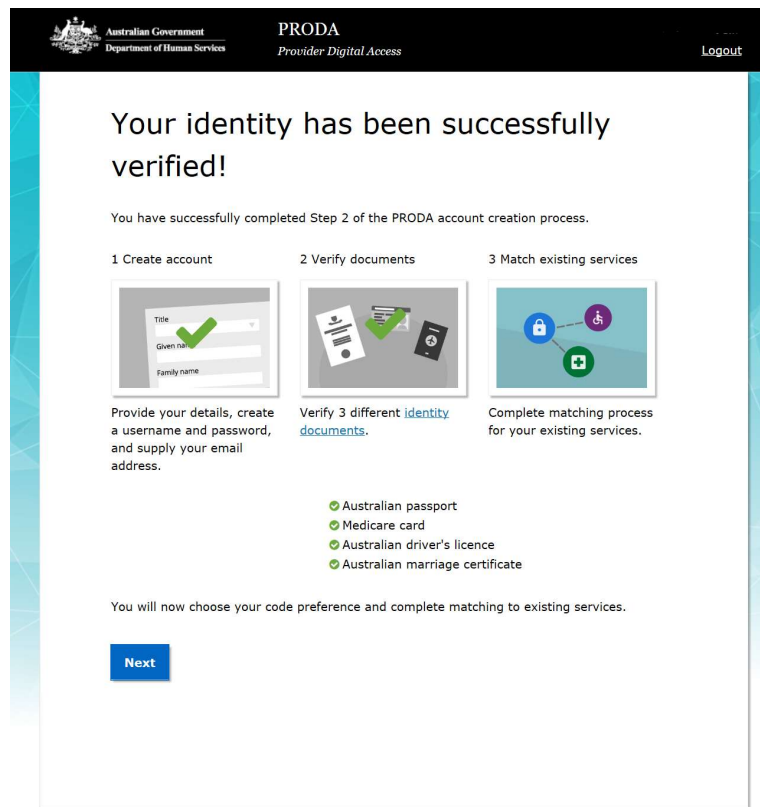 Australian Government
Department of Human Services
PRODA
Provider Digital Access
Logout
Your identity has been successfully
verified!
You have successfully completed Step 2 of the PRODA account creation process.
1 Create account
2 Verify documents
3 Match existing services
Title
Given
Family name
Provide your details, create
a username and password,
and supply your email
address.
Verify 3 different identity
documents.
Complete matching process
for your existing services.
Australian passport
Medicare card
Australian driver's licence
Australian marriage certificate
You will now choose your code preference and complete matching to existing services.
Next